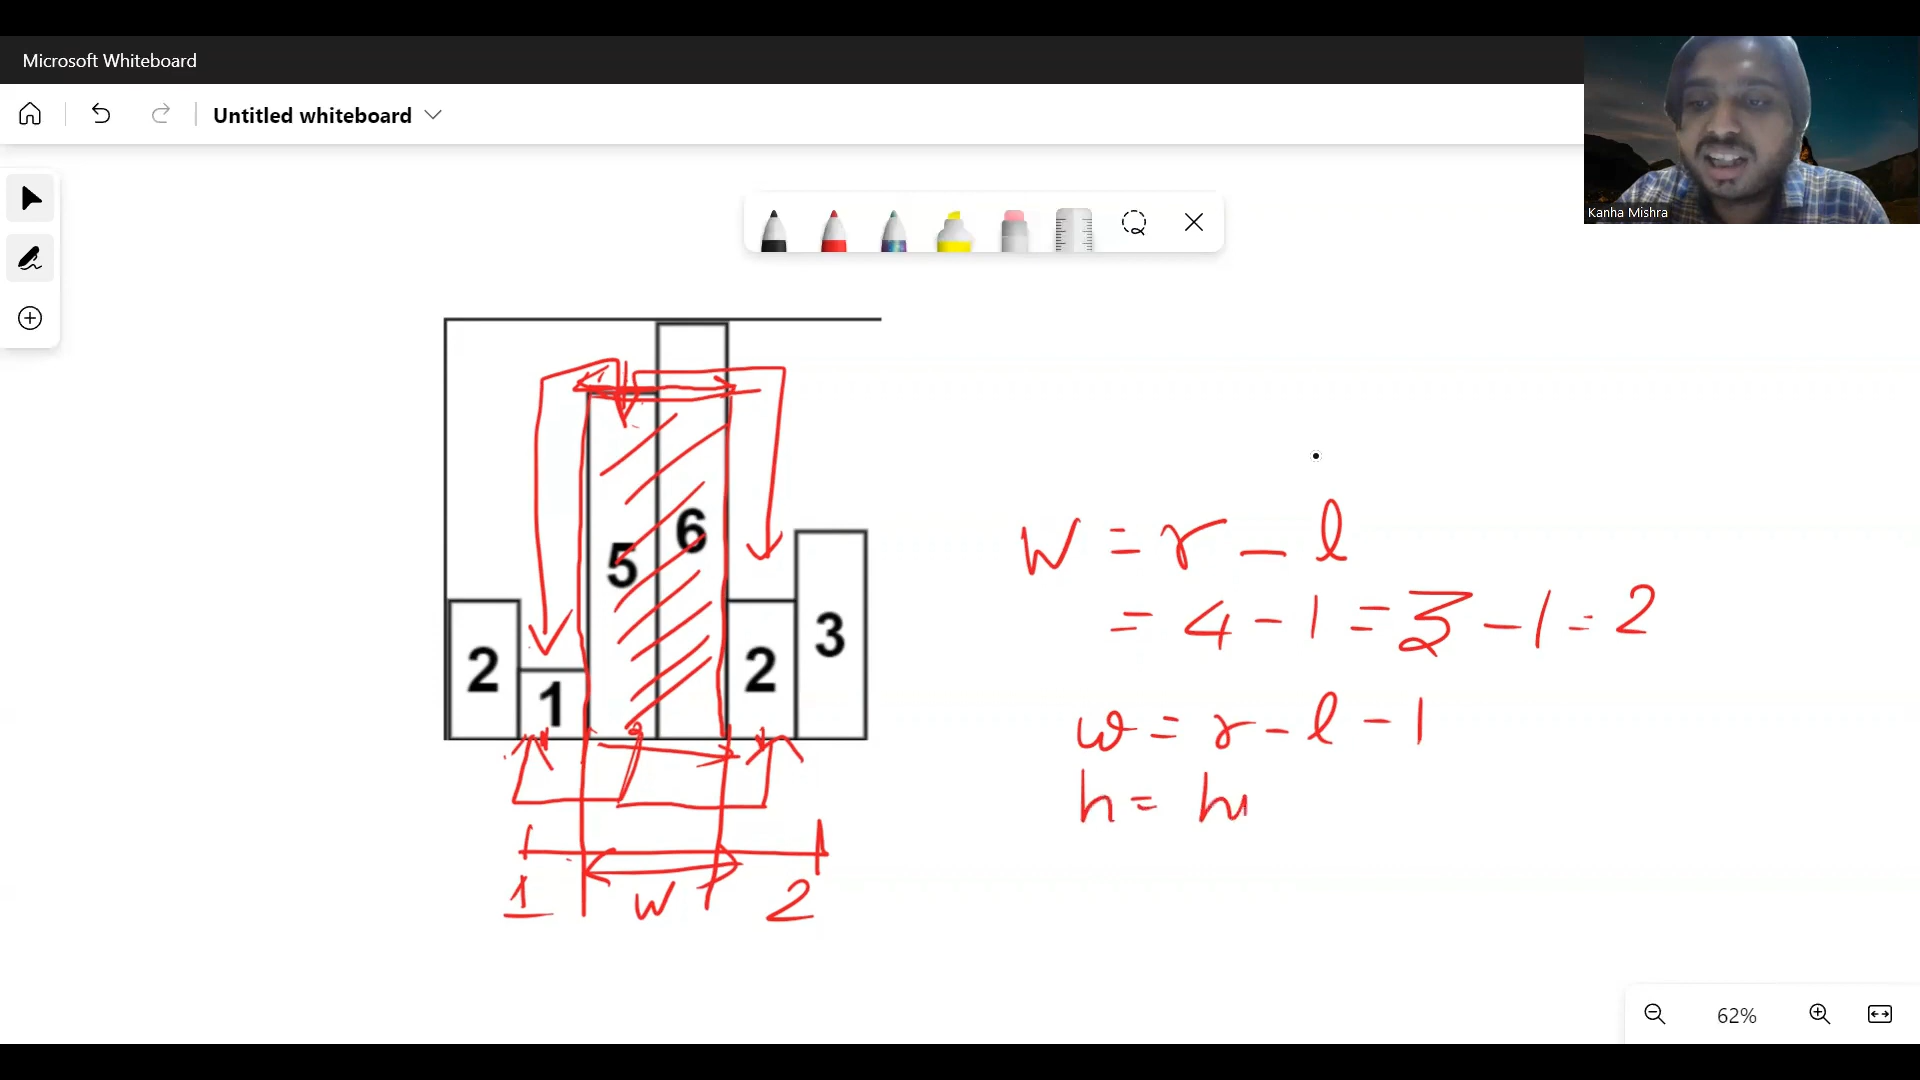 Microsoft Whiteboard
Untitled whiteboard
Kanha Mishra
6
5
3
2
2
1
W = r - l
= 4 - 1 = 3 - 1 = 2
w = r - l - 1
h = hi
1 W 2
62%